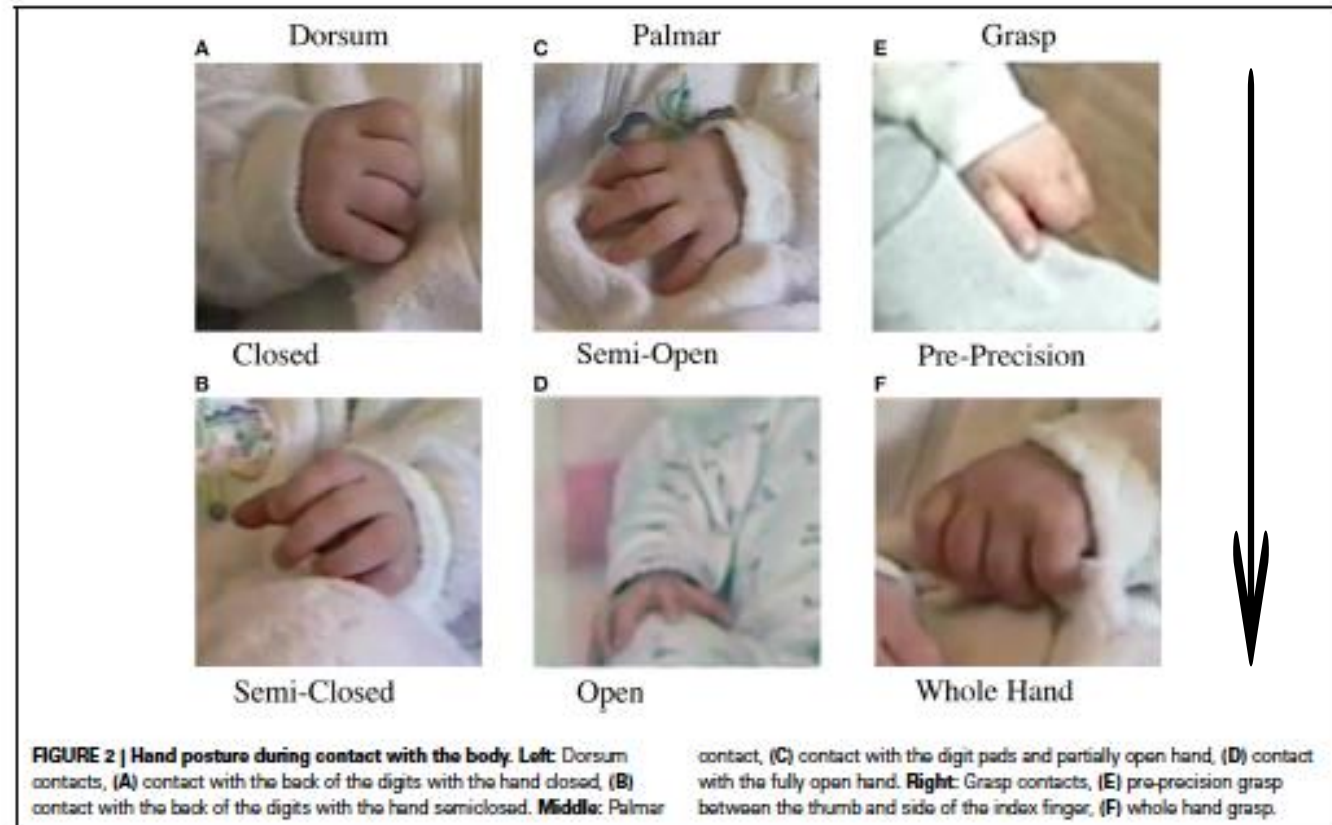 Dorsum
Palmar
Grasp
A
C
E
Closed
Semi-Open
Pre-Precision
B
D
F
Semi-Closed
Open
Whole Hand
FIGURE 2 | Hand posture during contact with the body. Left: Dorsum
contacts, (A) contact with the back of the digits with the hand closed, (B)
contact with the back of the digits with the hand semiclosed. Middle: Palmar
contact, (C) contact with the digit pads and partially open hand, (D) contact
with the fully open hand. Right: Grasp contacts, (E) pre-precision grasp
between the thumb and side of the index finger, (F) whole hand grasp.